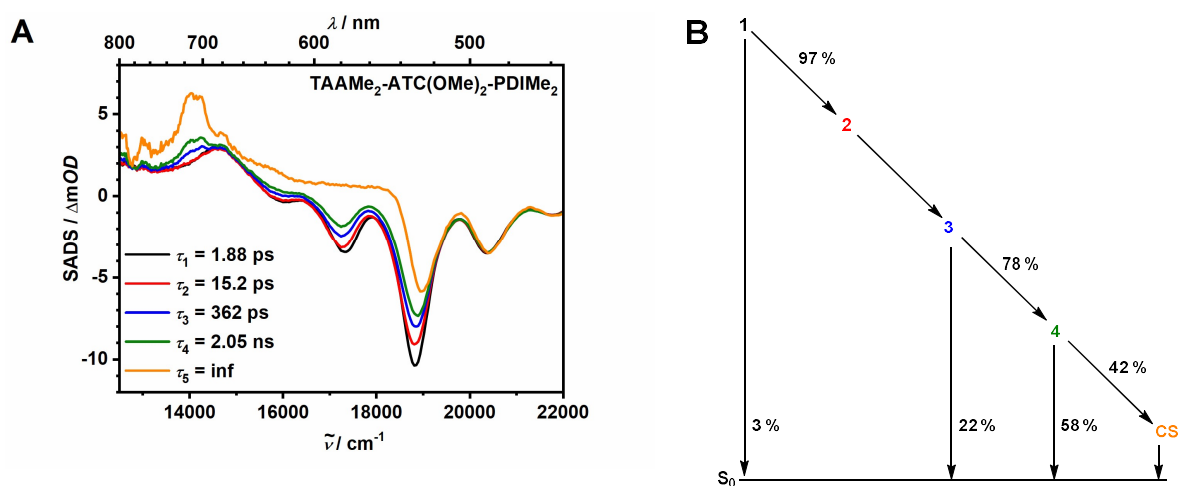 A
λ / nm
800 700 600 500
TAAMe₂-ATC(OMe)₂-PDIMe₂
5
0
-5
-10
SADS / ΔmOD
τ₁ = 1.88 ps
τ₂ = 15.2 ps
τ₃ = 362 ps
τ₄ = 2.05 ns
τ₅ = inf
14000 16000 18000 20000 22000
ṽ / cm⁻¹
B
1
97 %
2
3
78 %
4
42 %
CS
3 % 22 % 58 %
S₀